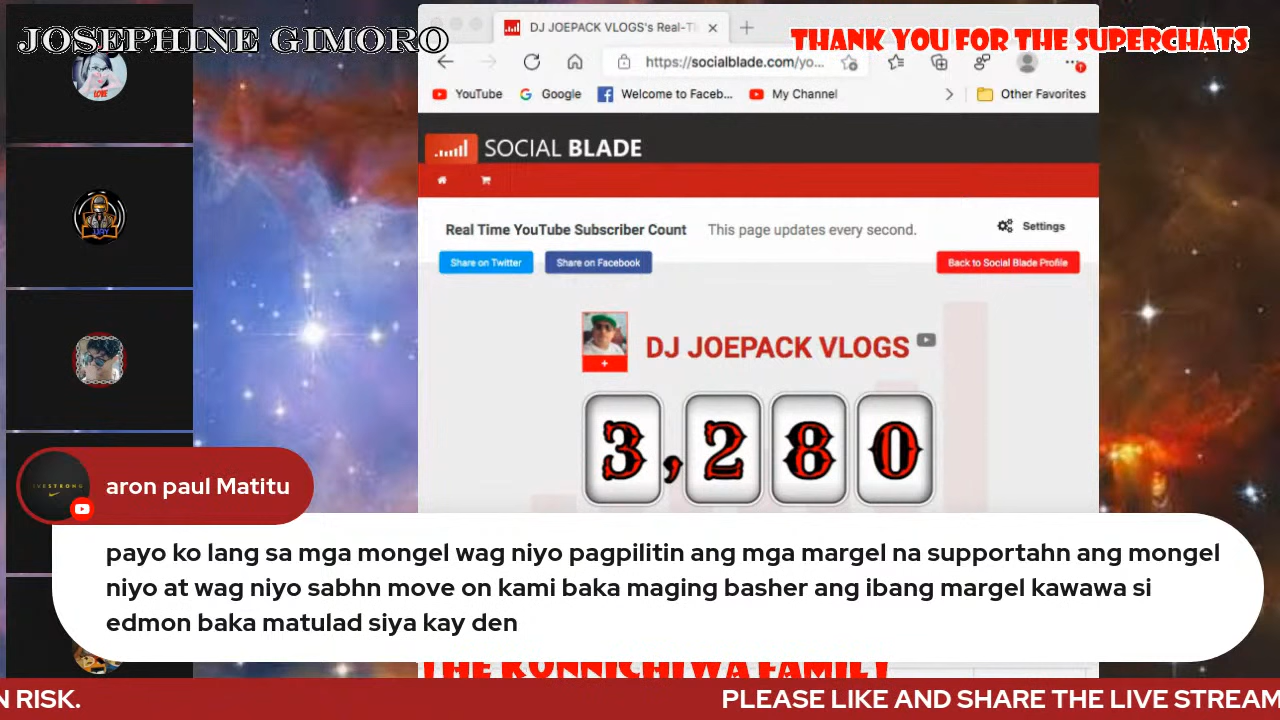 JOSEPHINE GIMORO
THANK YOU FOR THE SUPERCHATS
DJ JOEPACK VLOGS's Real-T
https://socialblade.com/yo...
YouTube
Google
Welcome to Faceb...
My Channel
Other Favorites
SOCIAL BLADE
Real Time YouTube Subscriber Count
This page updates every second.
Settings
Share on Twitter
Share on Facebook
Back to Social Blade Profile
DJ JOEPACK VLOGS
3,280
LOVE
aron paul Matitu
payo ko lang sa mga mongel wag niyo pagpilitin ang mga margel na supportahn ang mongel
niyo at wag niyo sabhn move on kami baka maging basher ang ibang margel kawawa si
edmon baka matulad siya kay den
THE KONNICHIWA FAMILY
N RISK.
PLEASE LIKE AND SHARE THE LIVE STREAM